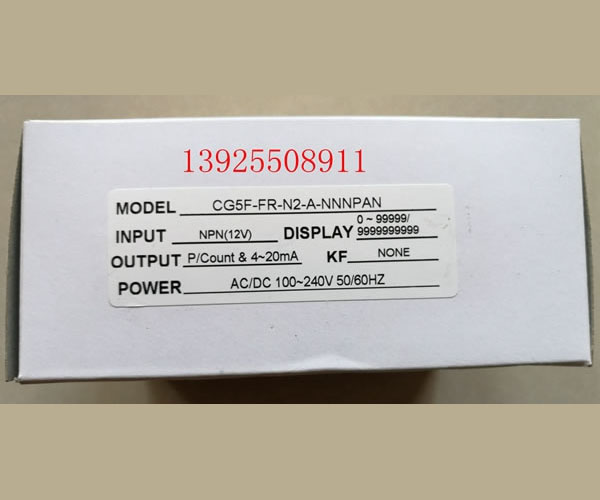 13925508911
MODEL CG5F-FR-N2-A-NNNPAN
INPUT NPN(12V) DISPLAY 0 ~ 99999/
9999999999
OUTPUT P/Count & 4~20mA KF NONE
POWER AC/DC 100~240V 50/60HZ